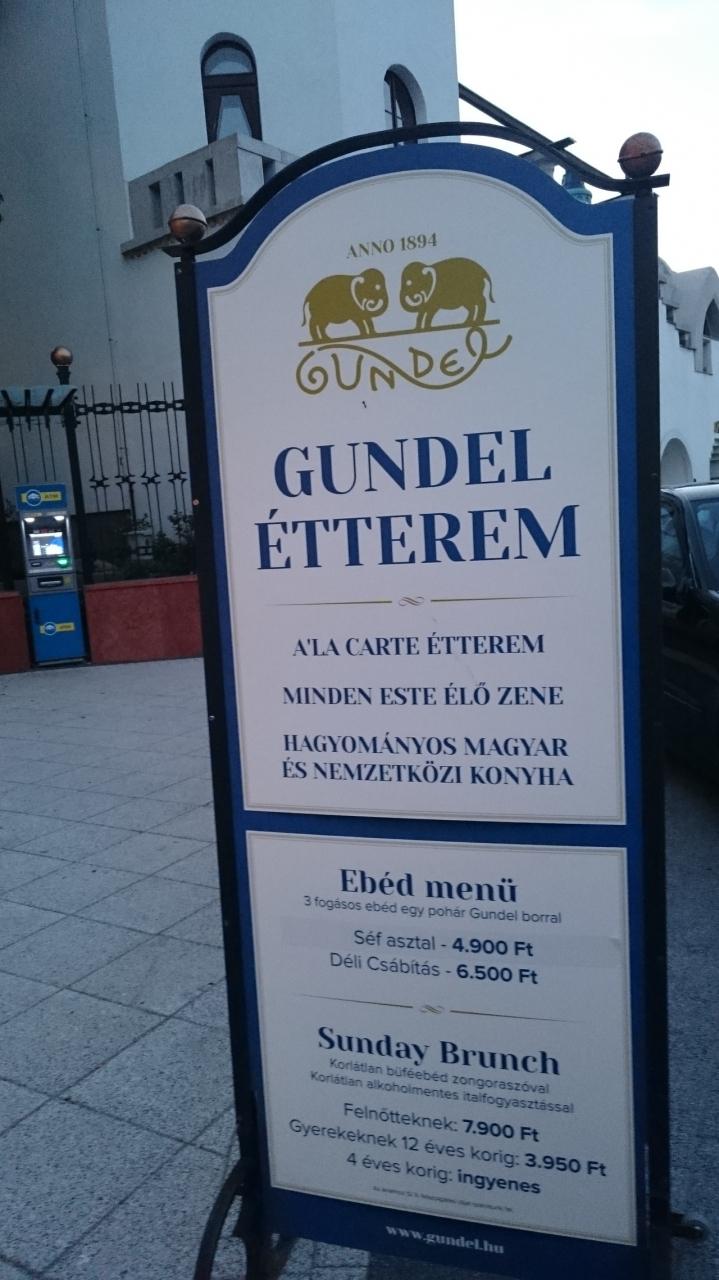 ANNO 1894
GUNDEL
GUNDEL
ÉTTEREM
A'LA CARTE ÉTTEREM
MINDEN ESTE ÉLŐ ZENE
HAGYOMÁNYOS MAGYAR
ÉS NEMZETKÖZI KONYHA
Ebéd menü
3 fogásos ebéd egy pohár Gundel borral
Séf asztal - 4.900 Ft
Déli Csábítás - 6.500 Ft
Sunday Brunch
Korlátlan büféebéd zongoraszóval
Korlátlan alkoholmentes italfogyasztással
Felnőtteknek: 7.900 Ft
Gyerekeknek 12 éves korig: 3.950 Ft
4 éves korig: ingyenes
www.gundel.hu
ATM
ATM